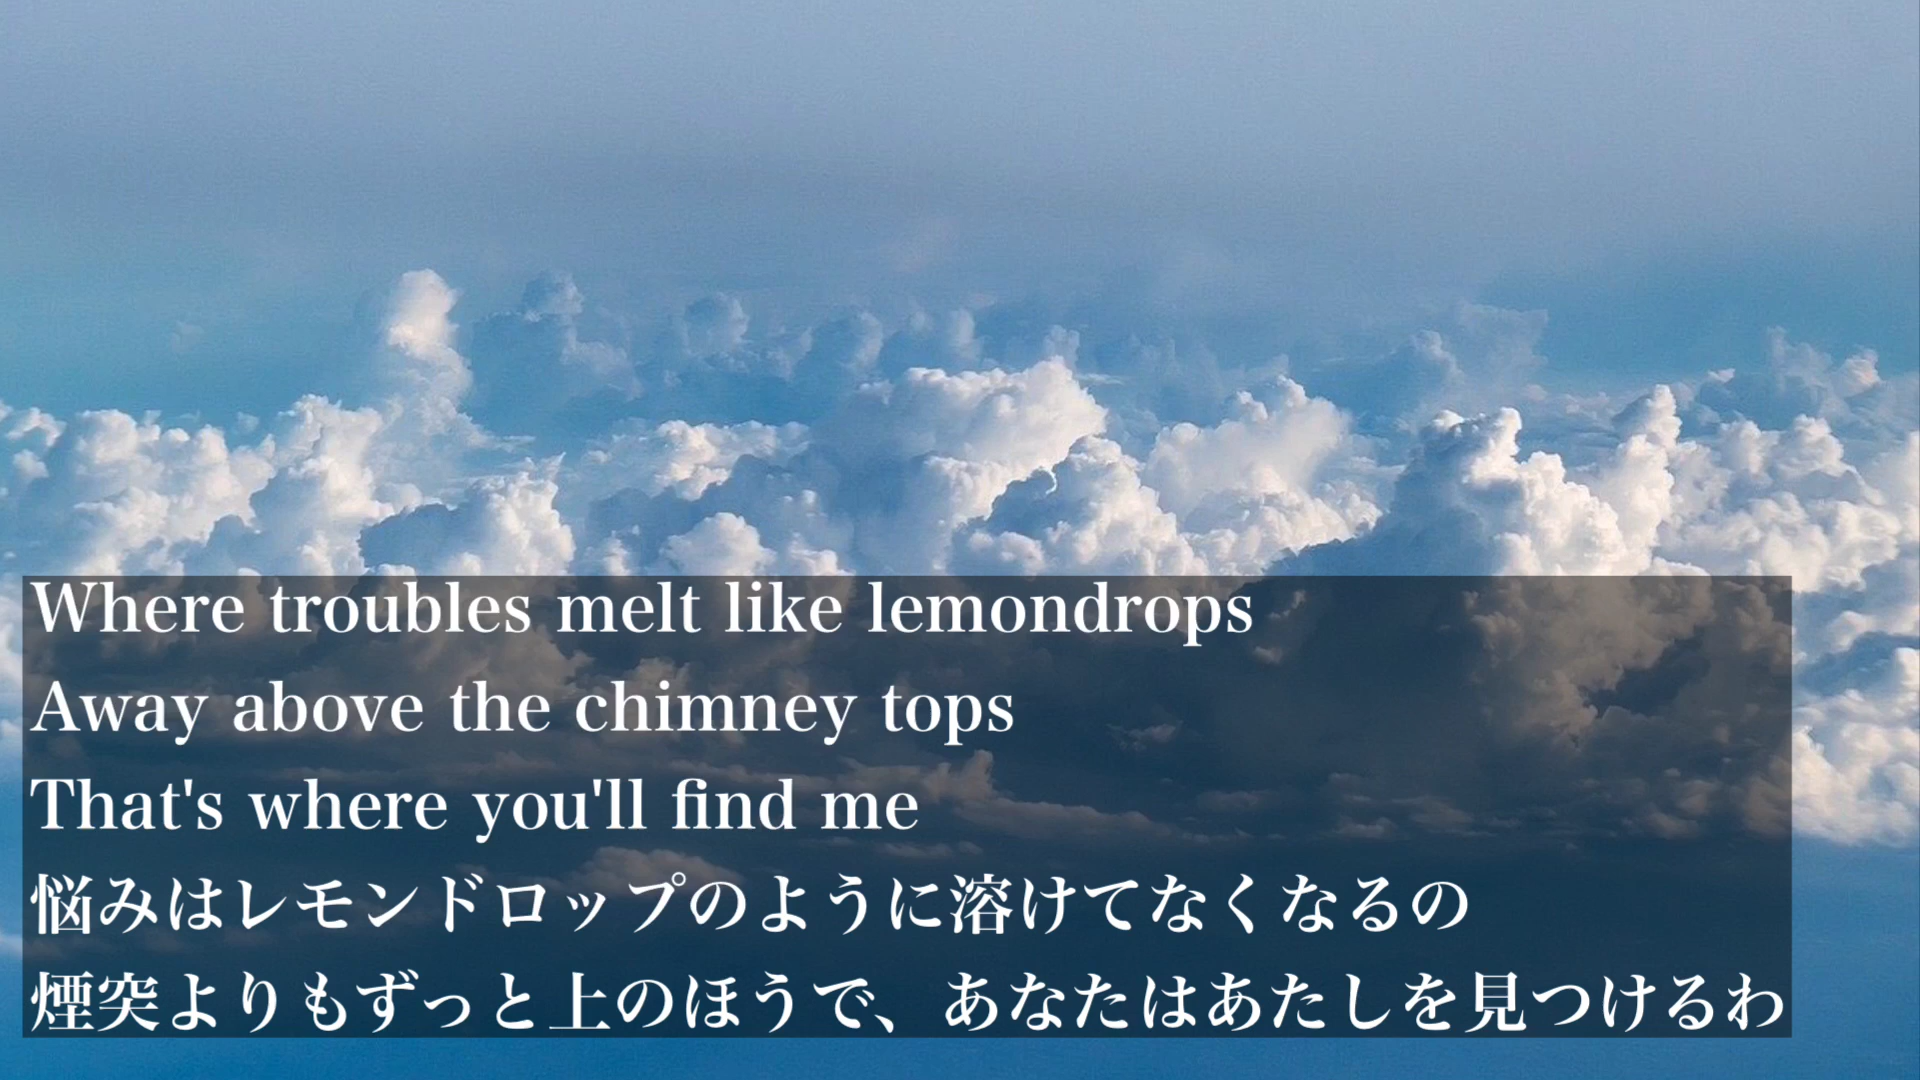 Where troubles melt like lemondrops
Away above the chimney tops
That's where you'll find me
悩みはレモンドロップのように溶けてなくなるの
煙突よりもずっと上のほうで、あなたはあたしを見つけるわ